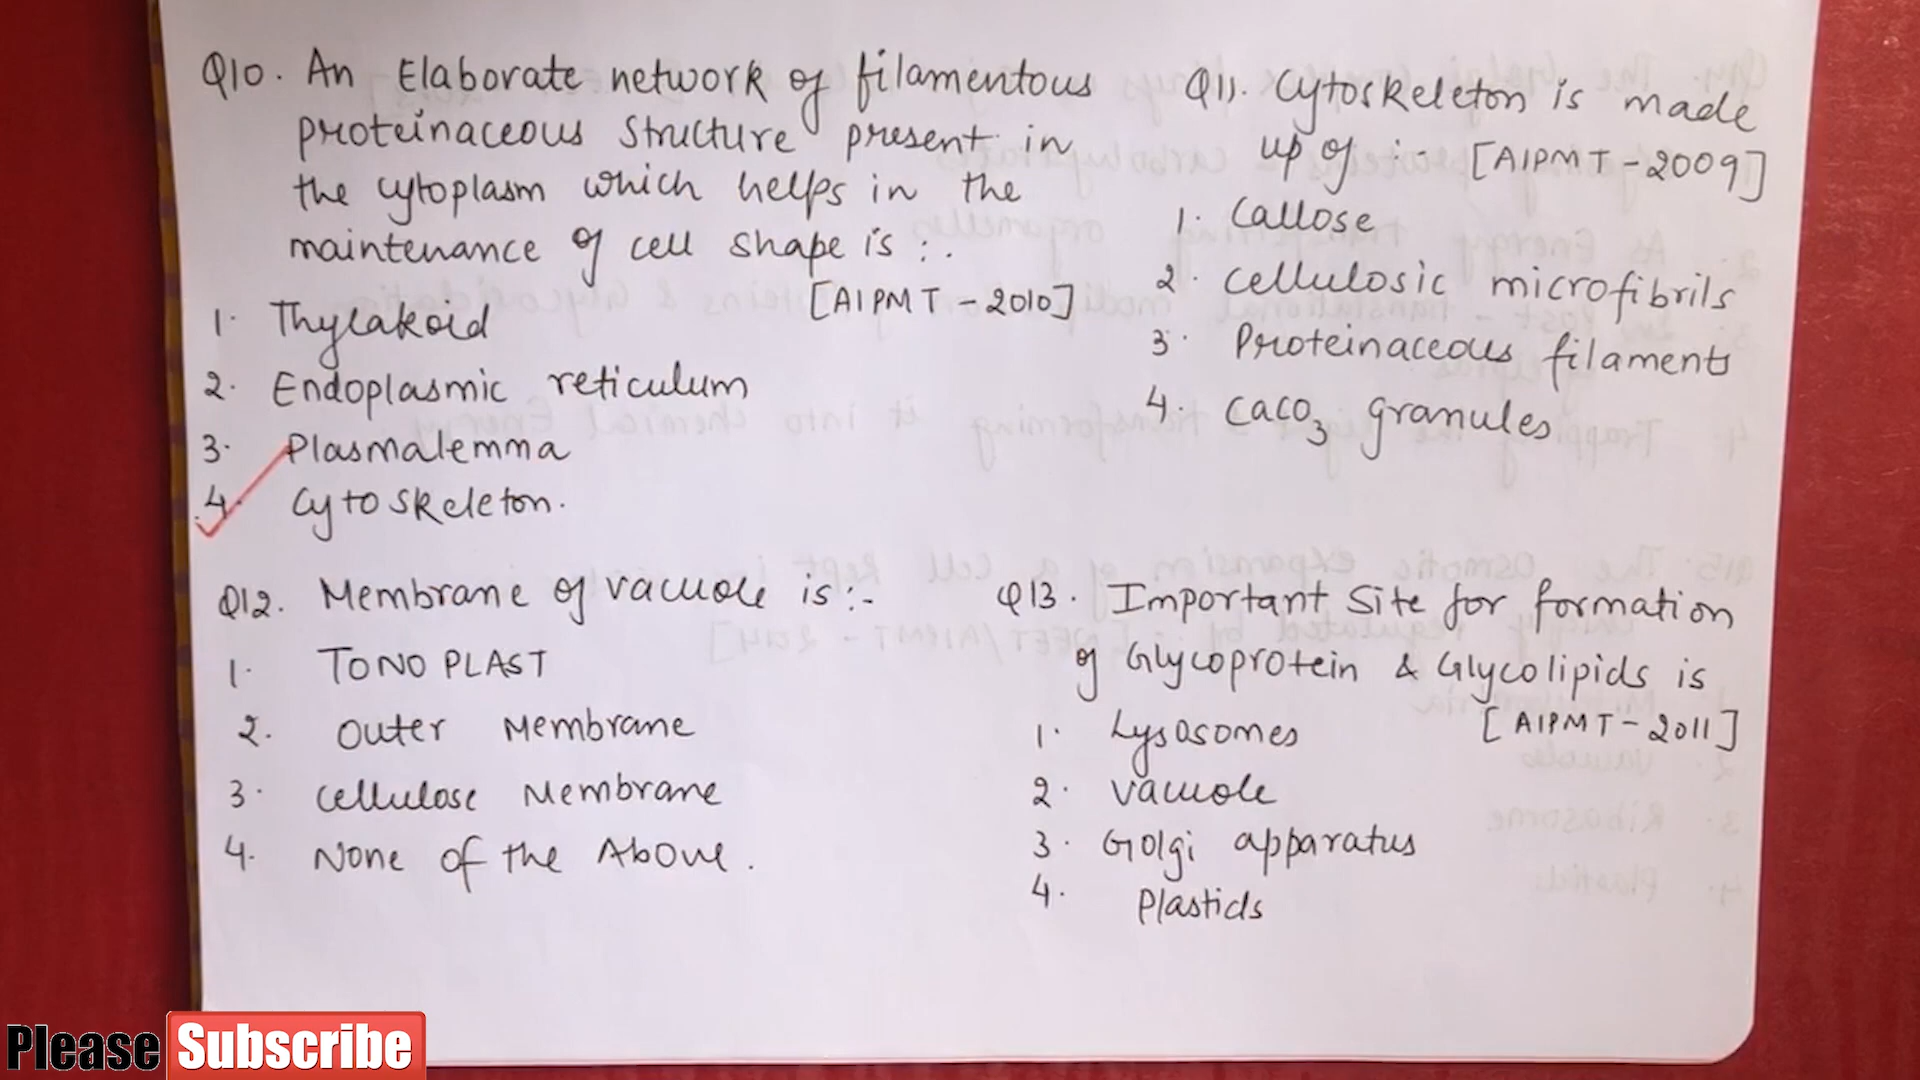 Q10. An Elaborate network of filamentous
proteinaceous structure present in
the cytoplasm which helps in the
maintenance of cell shape is :.
[AIPMT - 2010]
1. Thylakoid
2. Endoplasmic reticulum
3. Plasmalemma
4. Cytoskeleton.
Q11. Cytoskeleton is made
up of :- [AIPMT - 2009]
1. Callose
2. cellulosic microfibrils
3. Proteinaceous filaments
4. CaCO3 granules
Q12. Membrane of vacuole is :-
1. TONOPLAST
2. Outer Membrane
3. Cellulose Membrane
4. None of the Above.
Q13. Important Site for formation
of Glycoprotein & Glycolipids is
[AIPMT - 2011]
1. Lysosomes
2. Vacuole
3. Golgi apparatus
4. Plastids
Please Subscribe